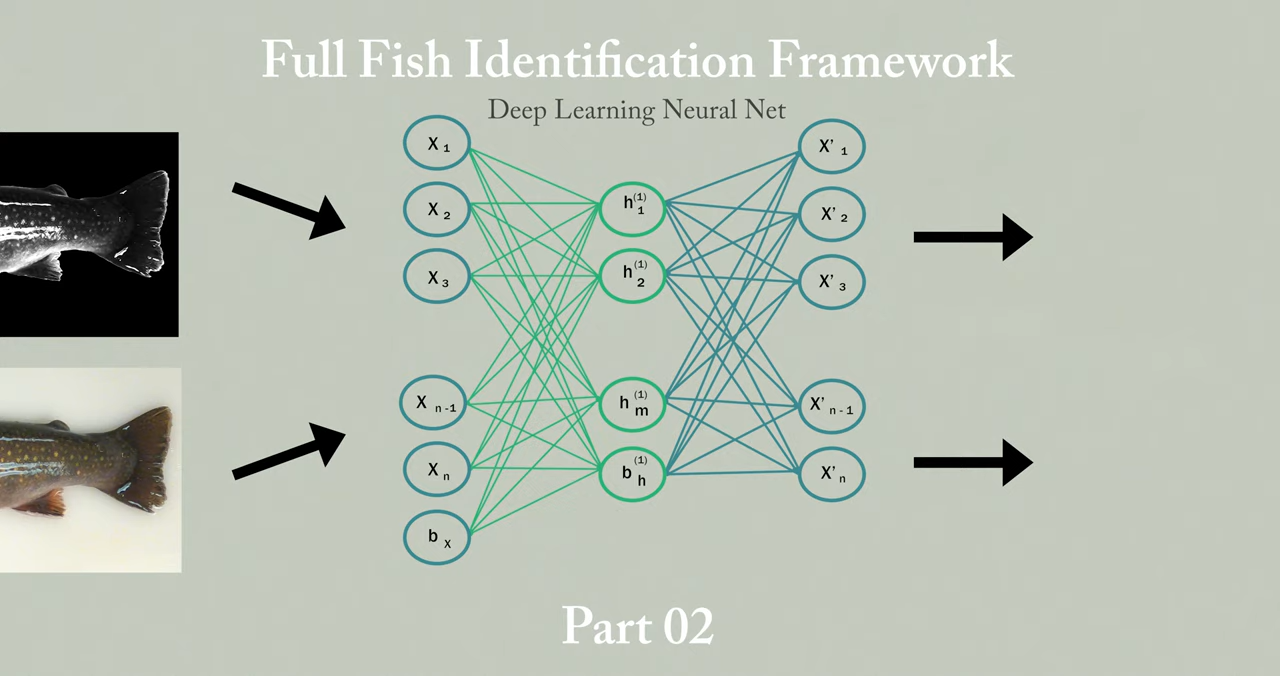 Full Fish Identification Framework
Deep Learning Neural Net
X 1
X 2
X 3
X n-1
X n
b X
h (1) 1
h (1) 2
h (1) m
b (1) h
X' 1
X' 2
X' 3
X' n-1
X' n
Part 02